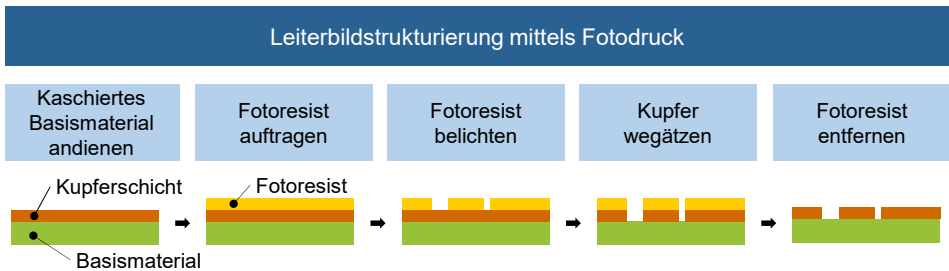 Leiterbildstrukturierung mittels Fotodruck
Kaschiertes
Basismaterial
andienen
Fotoresist
auftragen
Fotoresist
belichten
Kupfer
wegätzen
Fotoresist
entfernen
Kupferschicht
Fotoresist
Basismaterial